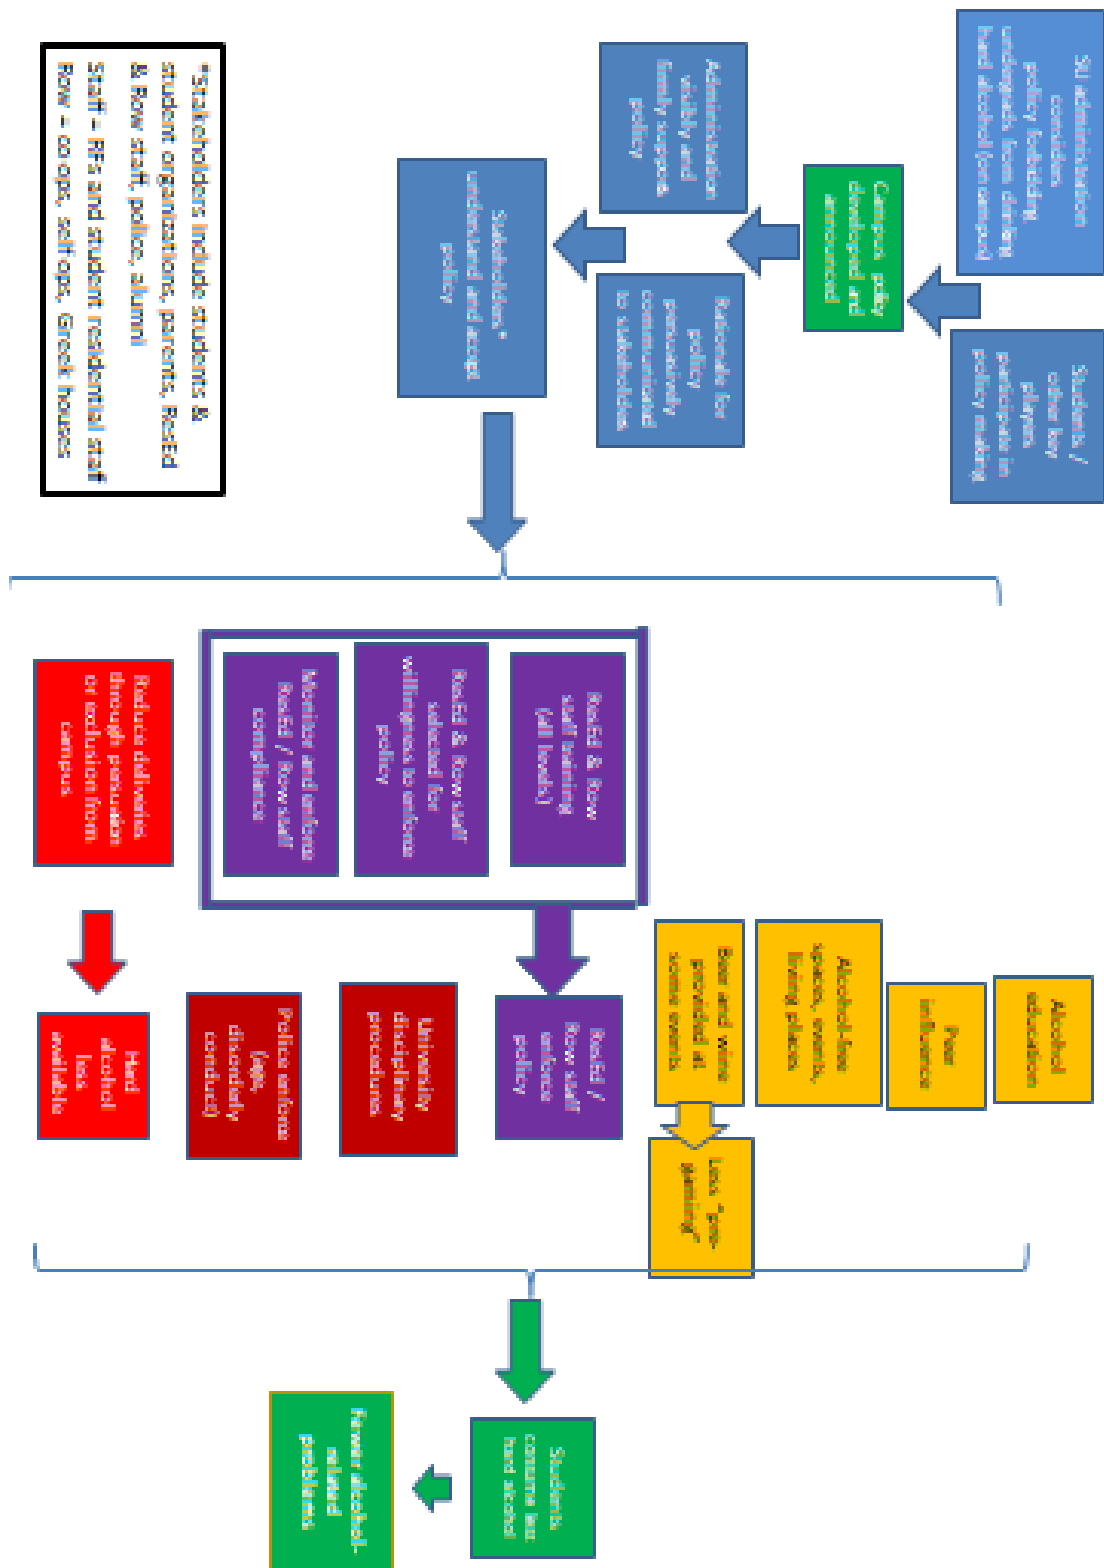 SU administration
considers
policy forbidding
undergrads from drinking
hard alcohol (on campus)
Students /
other key
players
participate in
policy making
Campus policy
developed and
announced
Administration
visibly and
firmly supports
policy
Rationale for
policy
persuasively
communicated
to stakeholders
Stakeholders*
understand and accept
policy
*Stakeholders include students &
student organizations, parents, ResEd
& Row staff, police, alumni
Staff – RFs and student residential staff
Row – co-ops, self-ops, Greek houses
Alcohol
education
Peer
influence
Alcohol-free
spaces, events,
living places
Beer and wine
provided at
some events
Less "pre-
gaming"
ResEd & Row
staff training
(all levels)
ResEd & Row staff
selected for
willingness to enforce
policy
Monitor and enforce
ResEd / Row staff
compliance
ResEd /
Row staff
enforce
policy
University
disciplinary
procedures
Police enforce
(age,
disorderly
conduct)
Reduce deliveries
through persuasion
or exclusion from
campus
Hard
alcohol
less
available
Students
consume less
hard alcohol
Fewer alcohol-
related
problems